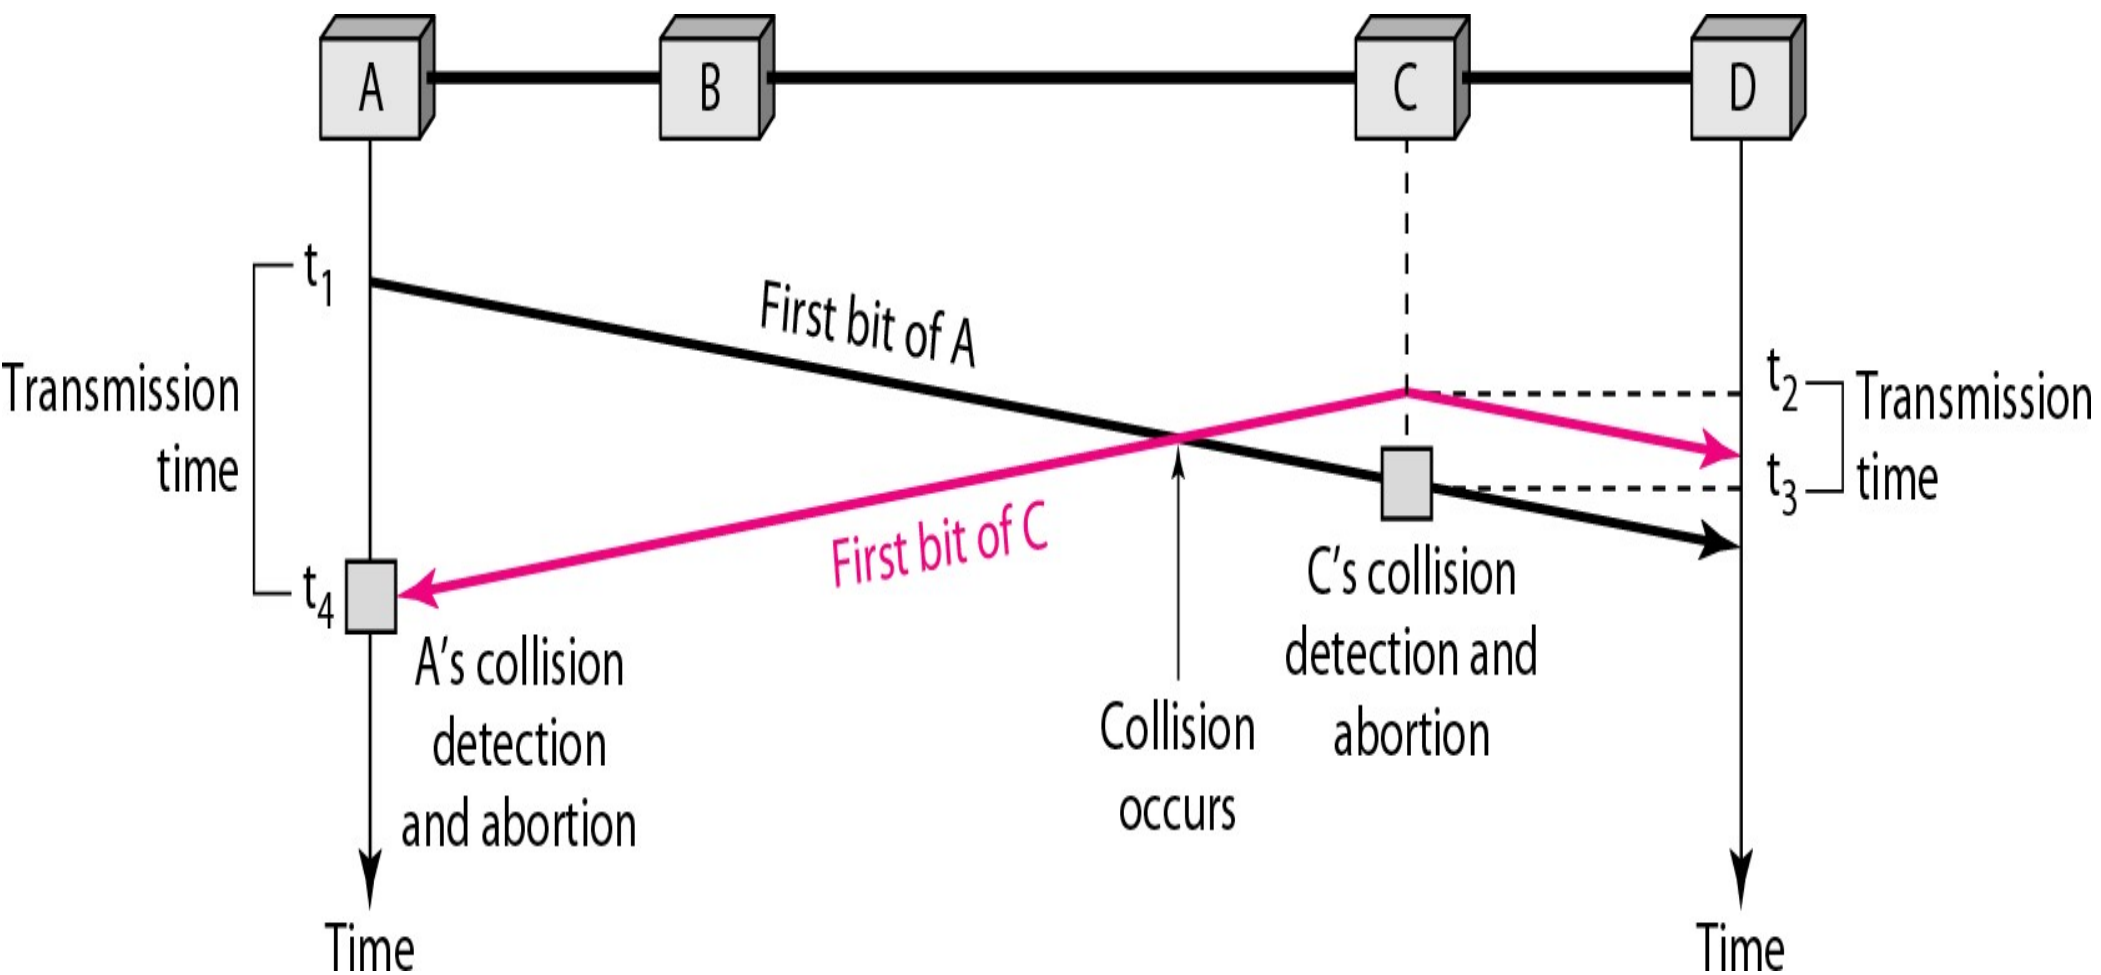 A
B
C
D
t1
First bit of A
t2
Transmission
time
Transmission
time
t3
First bit of C
t4
C's collision
detection and
abortion
A's collision
detection
and abortion
Collision
occurs
Time
Time